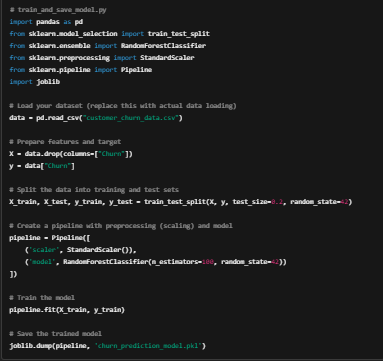 # train_and_save_model.py
import pandas as pd
from sklearn.model_selection import train_test_split
from sklearn.ensemble import RandomForestClassifier
from sklearn.preprocessing import StandardScaler
from sklearn.pipeline import Pipeline
import joblib
# Load your dataset (replace this with actual data loading)
data = pd.read_csv("customer_churn_data.csv")
# Prepare features and target
X = data.drop(columns=["Churn"])
y = data["Churn"]
# Split the data into training and test sets
X_train, X_test, y_train, y_test = train_test_split(X, y, test_size=0.2, random_state=42)
# Create a pipeline with preprocessing (scaling) and model
pipeline = Pipeline([
('scaler', StandardScaler()),
('model', RandomForestClassifier(n_estimators=100, random_state=42))
])
# Train the model
pipeline.fit(X_train, y_train)
# Save the trained model
joblib.dump(pipeline, 'churn_prediction_model.pkl')